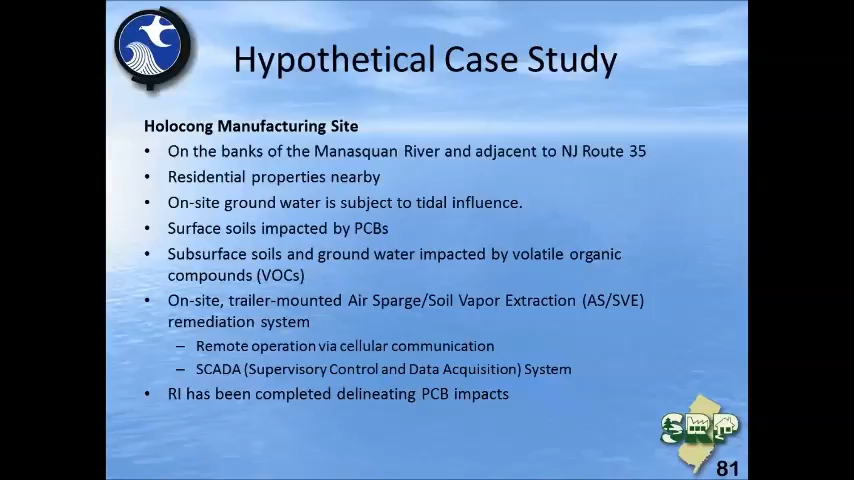 Hypothetical Case Study
Holocong Manufacturing Site
• On the banks of the Manasquan River and adjacent to NJ Route 35
• Residential properties nearby
• On-site ground water is subject to tidal influence.
• Surface soils impacted by PCBs
• Subsurface soils and ground water impacted by volatile organic
compounds (VOCs)
• On-site, trailer-mounted Air Sparge/Soil Vapor Extraction (AS/SVE)
remediation system
– Remote operation via cellular communication
– SCADA (Supervisory Control and Data Acquisition) System
• RI has been completed delineating PCB impacts
SRP
81